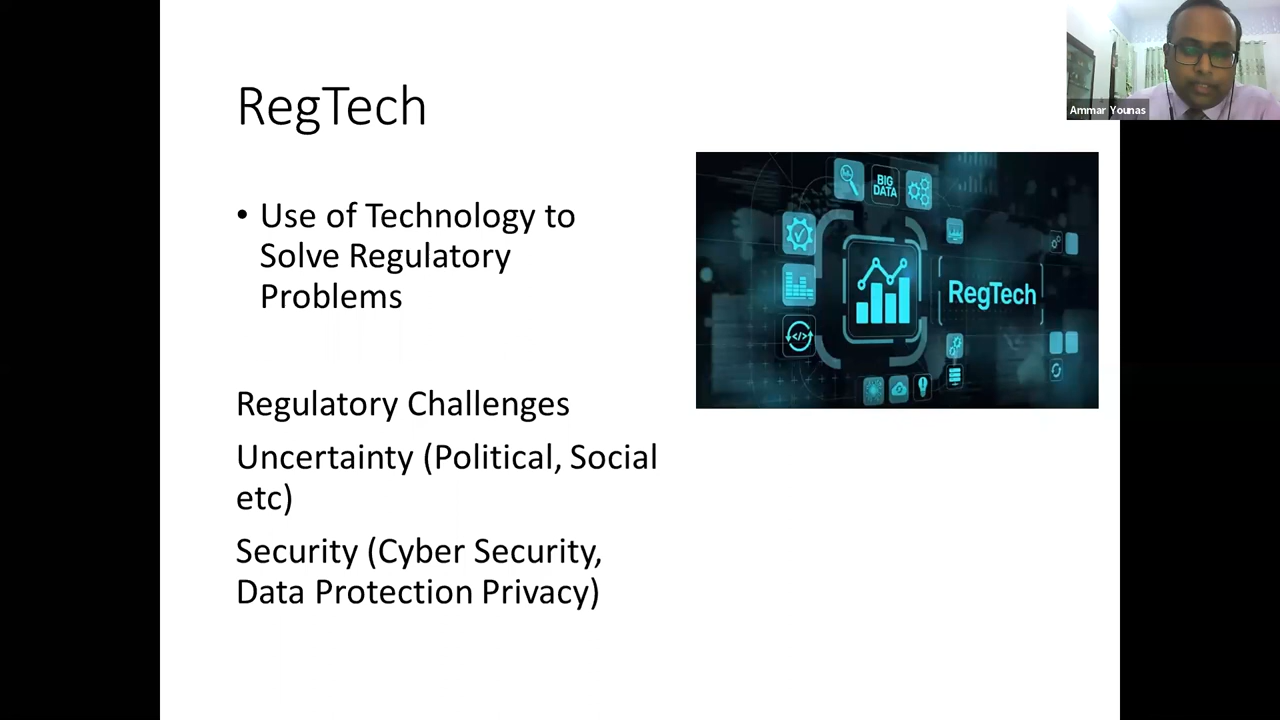 RegTech
• Use of Technology to
Solve Regulatory
Problems
Regulatory Challenges
Uncertainty (Political, Social
etc)
Security (Cyber Security,
Data Protection Privacy)
BIG
DATA
RegTech
</>
Ammar Younas